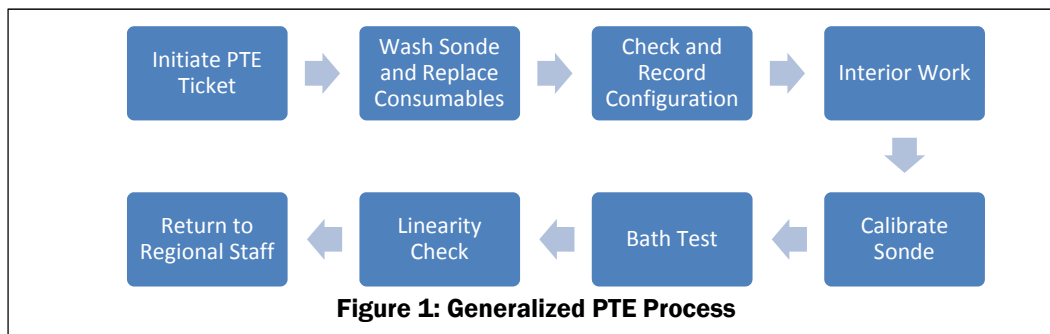 Initiate PTE
Ticket
Wash Sonde
and Replace
Consumables
Check and
Record
Configuration
Interior Work
Calibrate
Sonde
Bath Test
Linearity
Check
Return to
Regional Staff
Figure 1: Generalized PTE Process